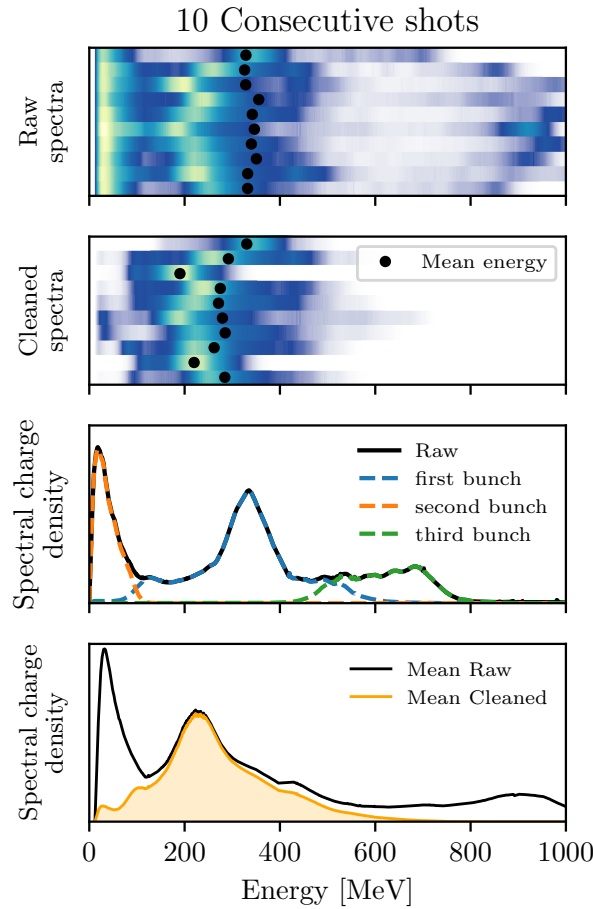 10 Consecutive shots
Raw
spectra
Cleaned
spectra
Mean energy
Spectral charge
density
Raw
first bunch
second bunch
third bunch
Spectral charge
density
Mean Raw
Mean Cleaned
0 200 400 600 800 1000
Energy [MeV]